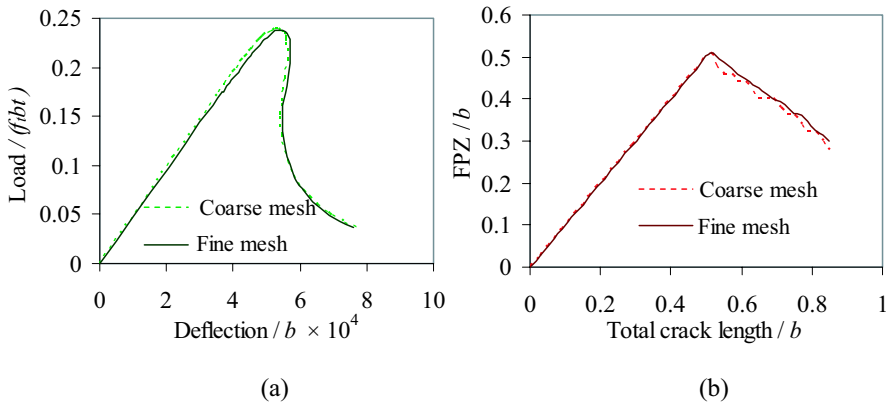 0.25
0.2
0.15
0.1
0.05
0
Load / (ftbt)
Coarse mesh
Fine mesh
0 2 4 6 8 10
Deflection / b × 10^4
(a)
0.6
0.5
0.4
0.3
0.2
0.1
0
FPZ / b
Coarse mesh
Fine mesh
0 0.2 0.4 0.6 0.8 1
Total crack length / b
(b)